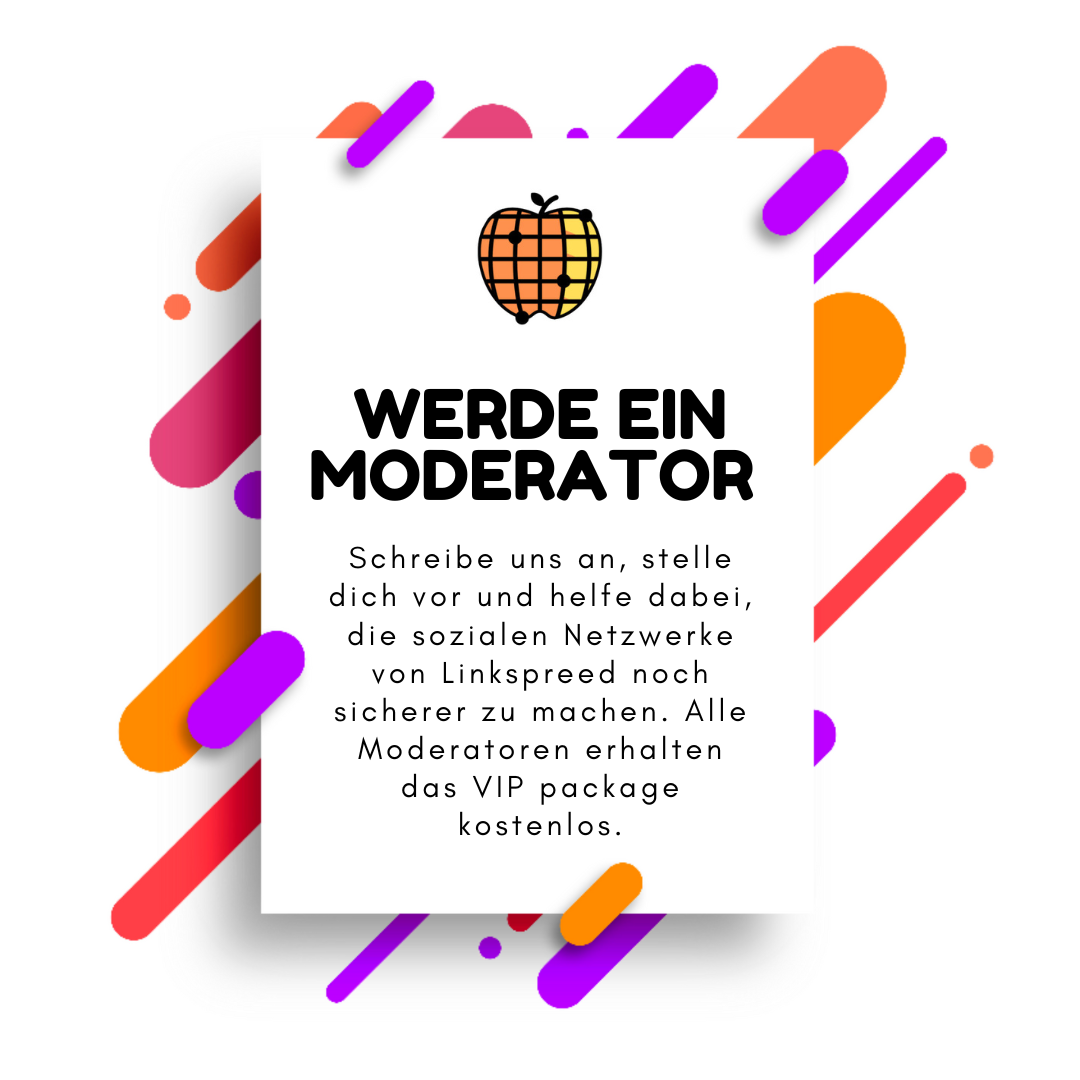 WERDE EIN
MODERATOR
Schreibe uns an, stelle
dich vor und helfe dabei,
die sozialen Netzwerke
von Linkspreed noch
sicherer zu machen. Alle
Moderatoren erhalten
das VIP package
kostenlos.